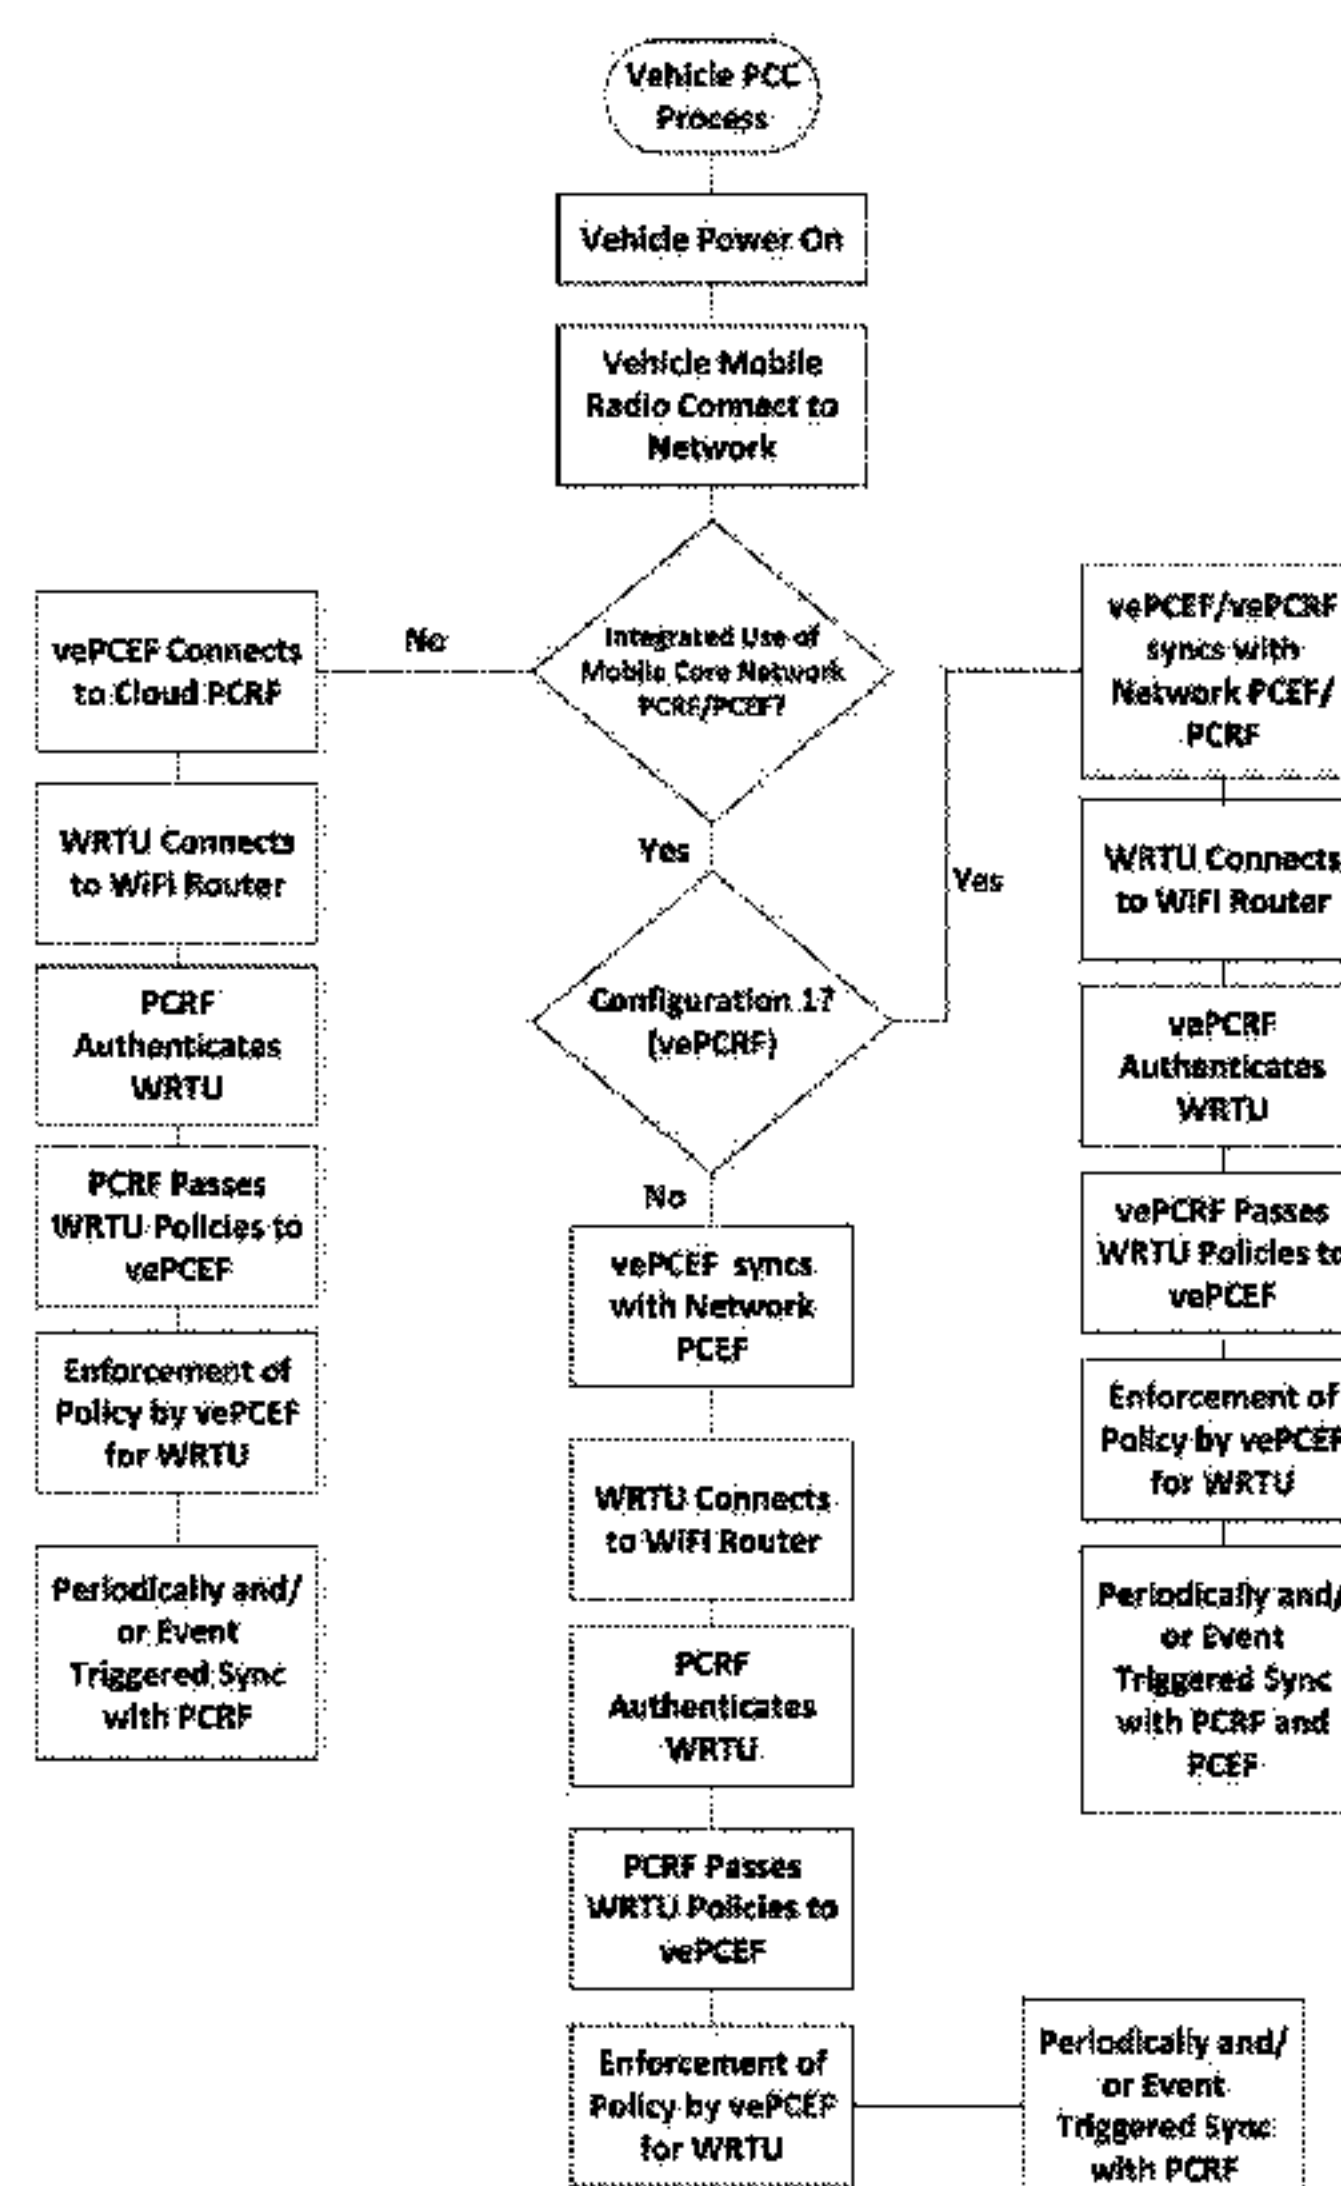 Vehicle PCC
Process
Vehicle Power On
Vehicle Mobile
Radio Connect to
Network
Integrated Use of
Mobile Core Network
PCRF/PCEF?
No
Yes
Configuration 1?
(vePCRF)
Yes
No
vePCEF Connects
to Cloud PCRF
WRTU Connects
to WiFi Router
PCRF
Authenticates
WRTU
PCRF Passes
WRTU Policies to
vePCEF
Enforcement of
Policy by vePCEF
for WRTU
Periodically and/
or Event
Triggered Sync
with PCRF
vePCEF syncs
with Network
PCEF
WRTU Connects
to WiFi Router
PCRF
Authenticates
WRTU
PCRF Passes
WRTU Policies to
vePCEF
Enforcement of
Policy by vePCEF
for WRTU
Periodically and/
or Event
Triggered Sync
with PCRF
vePCEF/vePCRF
syncs with
Network PCEF/
PCRF
WRTU Connects
to WiFi Router
vePCRF
Authenticates
WRTU
vePCRF Passes
WRTU Policies to
vePCEF
Enforcement of
Policy by vePCEF
for WRTU
Periodically and/
or Event
Triggered Sync
with PCRF and
PCEF